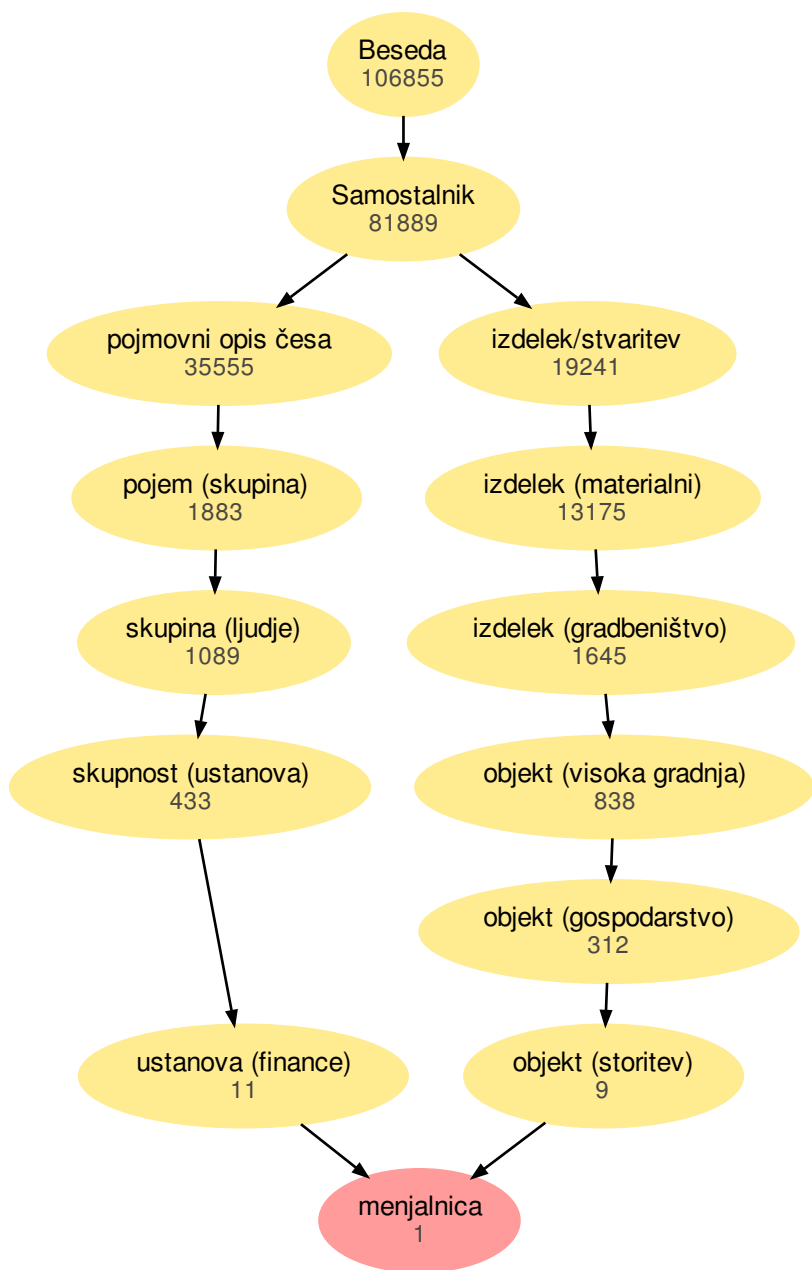 Beseda
106855
Samostalnik
81889
pojmovni opis česa
35555
izdelek/stvaritev
19241
pojem (skupina)
1883
izdelek (materialni)
13175
skupina (ljudje)
1089
izdelek (gradbeništvo)
1645
skupnost (ustanova)
433
objekt (visoka gradnja)
838
objekt (gospodarstvo)
312
ustanova (finance)
11
objekt (storitev)
9
menjalnica
1